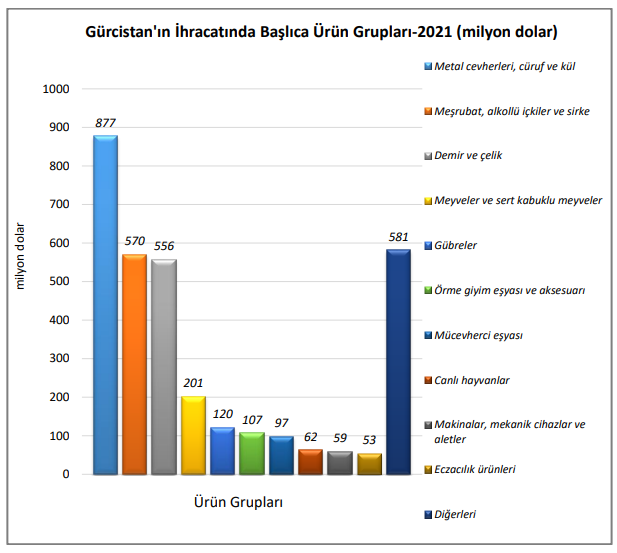 Gürcistan'ın İhracatında Başlıca Ürün Grupları-2021 (milyon dolar)
milyon dolar
1000
900
800
700
600
500
400
300
200
100
0
877
570
556
201
120
107
97
62
59
53
581
Ürün Grupları
Metal cevherleri, cüruf ve kül
Meşrubat, alkollü içkiler ve sirke
Demir ve çelik
Meyveler ve sert kabuklu meyveler
Gübreler
Örme giyim eşyası ve aksesuarı
Mücevherci eşyası
Canlı hayvanlar
Makinalar, mekanik cihazlar ve
aletler
Eczacılık ürünleri
Diğerleri